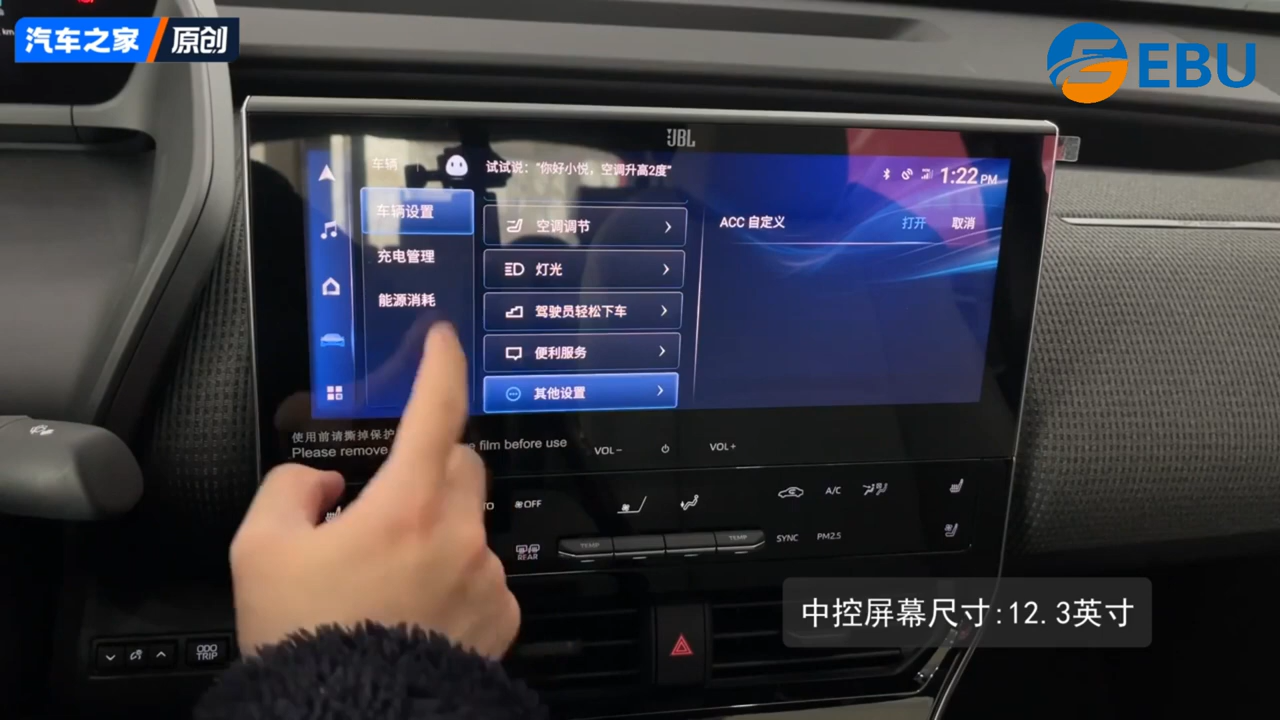 汽车之家 原创
EBU
JBL
车辆
试试说：“你好小悦，空调升高2度”
1:22 PM
车辆设置
充电管理
能源消耗
空调调节
灯光
驾驶员轻松下车
便利服务
其他设置
ACC 自定义
打开
取消
使用前请撕掉保护
Please remove
film before use
VOL−
VOL+
OFF
A/C
REAR
TEMP
TEMP
SYNC
PM2.5
ODO
TRIP
中控屏幕尺寸:12.3英寸